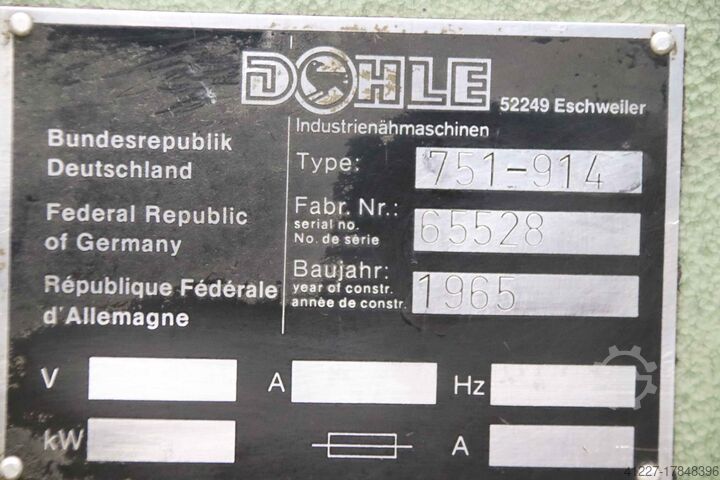 DOHLE
52249 Eschweiler
Industrienähmaschinen
Bundesrepublik
Deutschland
Federal Republic
of Germany
République Fédérale
d'Allemagne
Type: 751-914
Fabr. Nr.: 65528
serial no.
No. de série
Baujahr: 1965
year of constr.
année de constr.
V
A
Hz
kW
A
41227-17848396